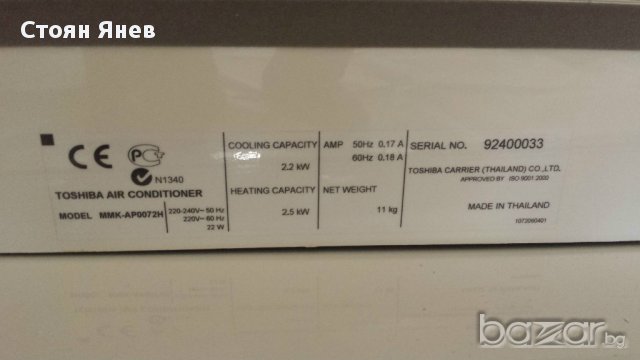 Стоян Янев
CE
N1340
TOSHIBA AIR CONDITIONER
MODEL MMK-AP0072H
220-240V~ 50 Hz
220V~ 60 Hz
22 W
COOLING CAPACITY
2.2 kW
HEATING CAPACITY
2.5 kW
AMP 50Hz 0.17 A
60Hz 0.18 A
NET WEIGHT
11 kg
SERIAL NO. 92400033
TOSHIBA CARRIER (THAILAND) CO.,LTD.
APPROVED BY ISO 9001:2000
MADE IN THAILAND
1072060401
bazar.bg